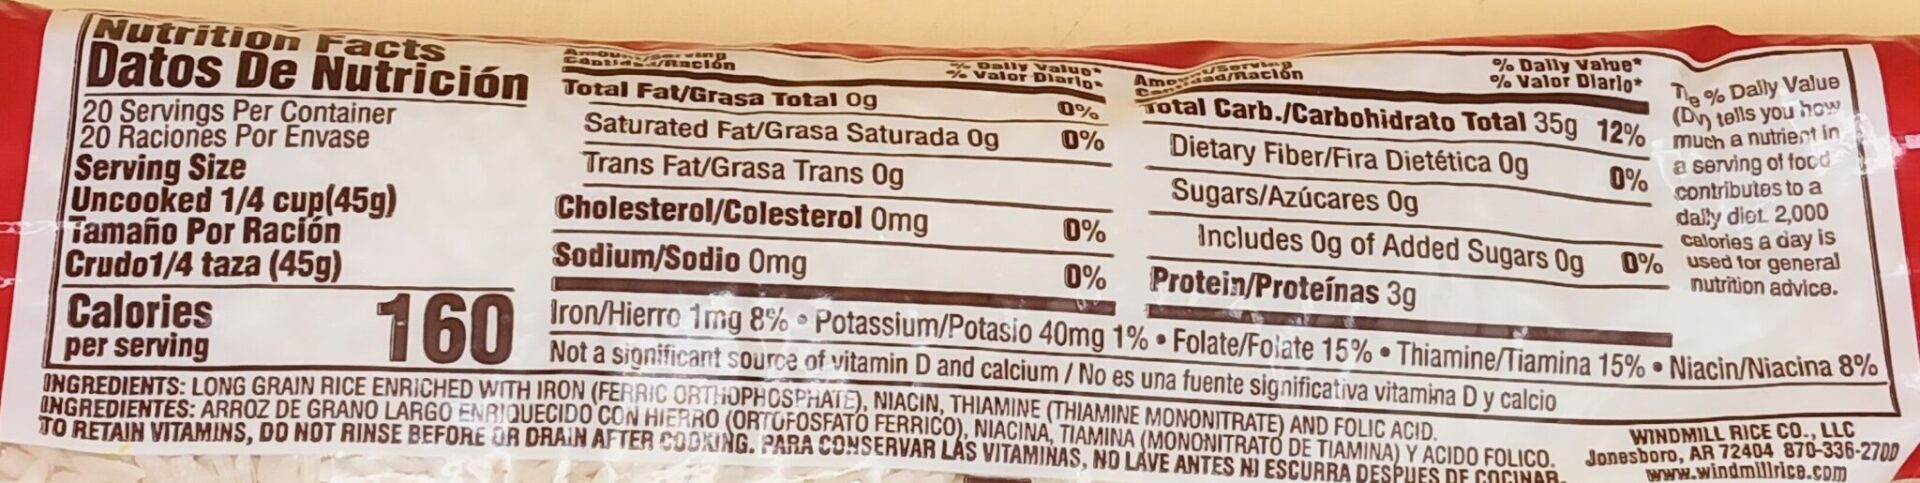 Nutrition Facts
Datos De Nutrición
20 Servings Per Container
20 Raciones Por Envase
Serving Size
Uncooked 1/4 cup(45g)
Tamaño Por Ración
Crudo1/4 taza (45g)
Calories
per serving
160
Amount/Serving
Cantidad/Ración
% Daily Value*
% Valor Diario*
Total Fat/Grasa Total 0g 0%
Saturated Fat/Grasa Saturada 0g 0%
Trans Fat/Grasa Trans 0g
Cholesterol/Colesterol 0mg 0%
Sodium/Sodio 0mg 0%
Amount/Serving
Cantidad/Ración
% Daily Value*
% Valor Diario*
Total Carb./Carbohidrato Total 35g 12%
Dietary Fiber/Fira Dietética 0g 0%
Sugars/Azúcares 0g
Includes 0g of Added Sugars 0g 0%
Protein/Proteínas 3g
Iron/Hierro 1mg 8% • Potassium/Potasio 40mg 1% • Folate/Folate 15% • Thiamine/Tiamina 15% • Niacin/Niacina 8%
Not a significant source of vitamin D and calcium / No es una fuente significativa vitamina D y calcio
The % Daily Value
(DV) tells you how
much a nutrient in
a serving of food
contributes to a
daily diet. 2,000
calories a day is
used for general
nutrition advice.
INGREDIENTS: LONG GRAIN RICE ENRICHED WITH IRON (FERRIC ORTHOPHOSPHATE), NIACIN, THIAMINE (THIAMINE MONONITRATE) AND FOLIC ACID.
INGREDIENTES: ARROZ DE GRANO LARGO ENRIQUECIDO CON HIERRO (ORTOFOSFATO FERRICO), NIACINA, TIAMINA (MONONITRATO DE TIAMINA) Y ACIDO FOLICO.
TO RETAIN VITAMINS, DO NOT RINSE BEFORE OR DRAIN AFTER COOKING. PARA CONSERVAR LAS VITAMINAS, NO LAVE ANTES NI ESCURRA DESPUES DE COCINAR.
WINDMILL RICE CO., LLC
Jonesboro, AR 72404 870-336-2700
www.windmillrice.com